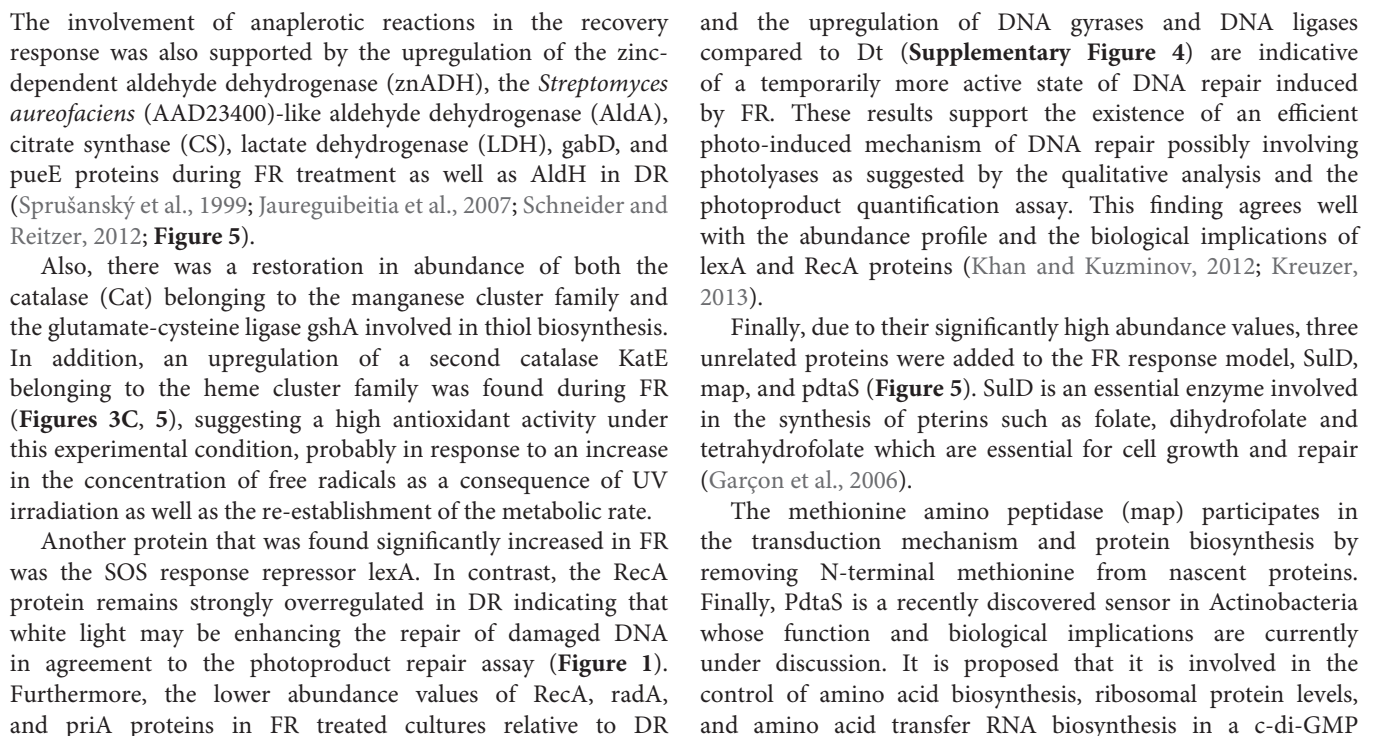 The involvement of anaplerotic reactions in the recovery
response was also supported by the upregulation of the zinc-
dependent aldehyde dehydrogenase (znADH), the Streptomyces
aureofaciens (AAD23400)-like aldehyde dehydrogenase (AldA),
citrate synthase (CS), lactate dehydrogenase (LDH), gabD, and
pueE proteins during FR treatment as well as AldH in DR
(Sprušanský et al., 1999; Jaureguibeitia et al., 2007; Schneider and
Reitzer, 2012; Figure 5).
Also, there was a restoration in abundance of both the
catalase (Cat) belonging to the manganese cluster family and
the glutamate-cysteine ligase gshA involved in thiol biosynthesis.
In addition, an upregulation of a second catalase KatE
belonging to the heme cluster family was found during FR
(Figures 3C, 5), suggesting a high antioxidant activity under
this experimental condition, probably in response to an increase
in the concentration of free radicals as a consequence of UV
irradiation as well as the re-establishment of the metabolic rate.
Another protein that was found significantly increased in FR
was the SOS response repressor lexA. In contrast, the RecA
protein remains strongly overregulated in DR indicating that
white light may be enhancing the repair of damaged DNA
in agreement to the photoproduct repair assay (Figure 1).
Furthermore, the lower abundance values of RecA, radA,
and priA proteins in FR treated cultures relative to DR
and the upregulation of DNA gyrases and DNA ligases
compared to Dt (Supplementary Figure 4) are indicative
of a temporarily more active state of DNA repair induced
by FR. These results support the existence of an efficient
photo-induced mechanism of DNA repair possibly involving
photolyases as suggested by the qualitative analysis and the
photoproduct quantification assay. This finding agrees well
with the abundance profile and the biological implications of
lexA and RecA proteins (Khan and Kuzminov, 2012; Kreuzer,
2013).
Finally, due to their significantly high abundance values, three
unrelated proteins were added to the FR response model, SulD,
map, and pdtaS (Figure 5). SulD is an essential enzyme involved
in the synthesis of pterins such as folate, dihydrofolate and
tetrahydrofolate which are essential for cell growth and repair
(Garçon et al., 2006).
The methionine amino peptidase (map) participates in
the transduction mechanism and protein biosynthesis by
removing N-terminal methionine from nascent proteins.
Finally, PdtaS is a recently discovered sensor in Actinobacteria
whose function and biological implications are currently
under discussion. It is proposed that it is involved in the
control of amino acid biosynthesis, ribosomal protein levels,
and amino acid transfer RNA biosynthesis in a c-di-GMP